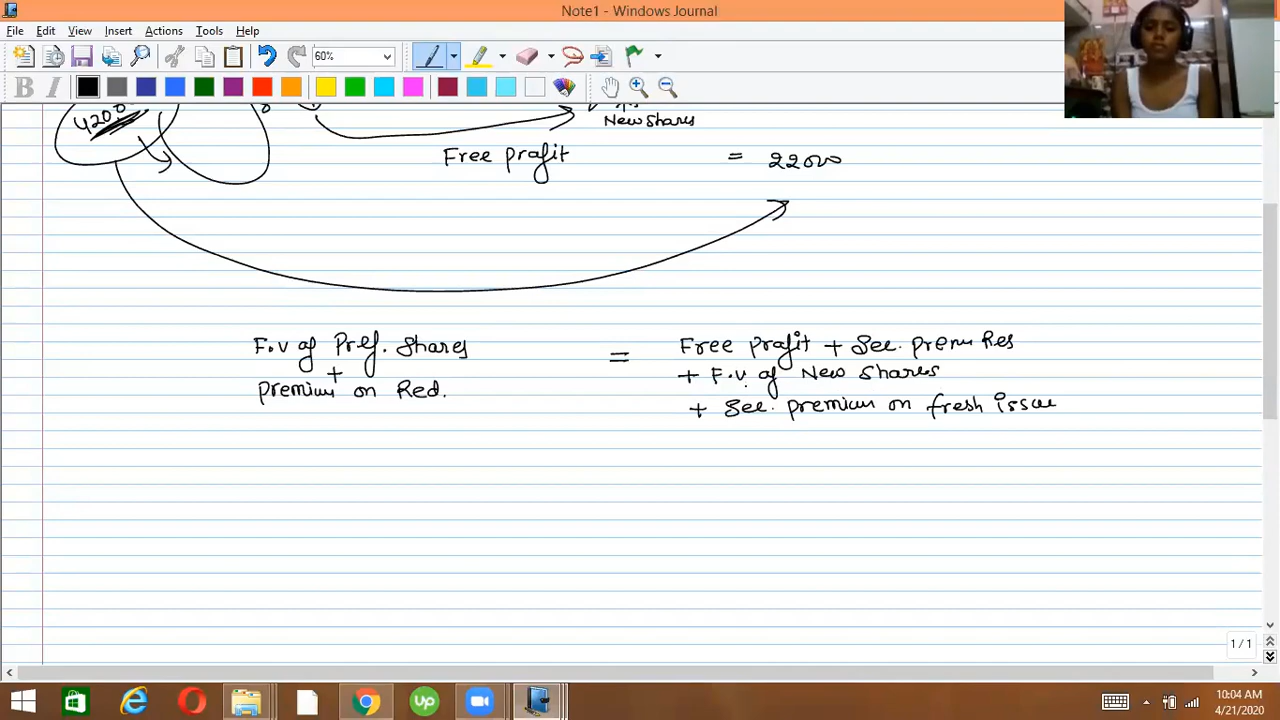 Note1 - Windows Journal
File Edit View Insert Actions Tools Help
60%
4200
New Shares
Free profit = 22000
F.v of Pref. Shares = Free profit + Sec. prem Res
+ + F.v. of New Shares
premium on Red. + Sec. premium on fresh issue
1 / 1
up
10:04 AM
4/21/2020